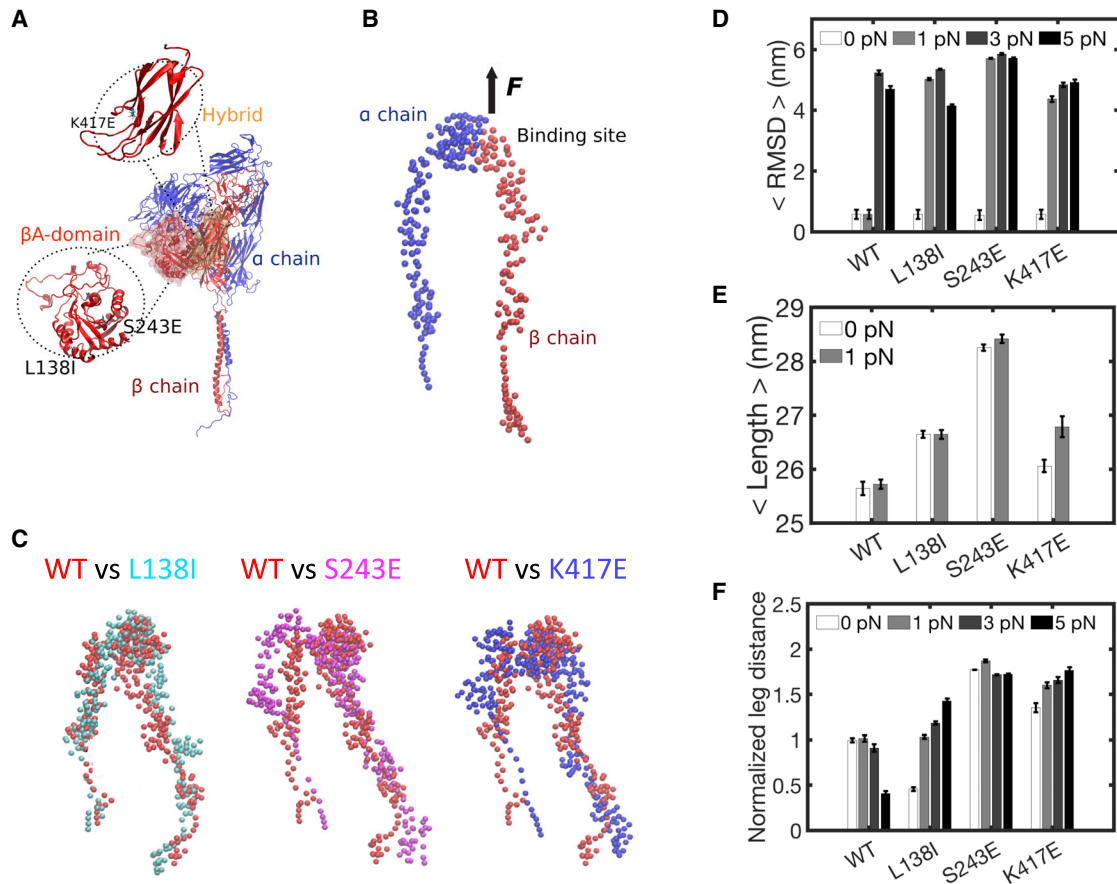 A
K417E
Hybrid
βA-domain
α chain
S243E
L138I
β chain
B
F
α chain
Binding site
β chain
C
WT vs L138I
WT vs S243E
WT vs K417E
D
0 pN 1 pN 3 pN 5 pN
< RMSD > (nm)
6
4
2
0
WT L138I S243E K417E
E
0 pN
1 pN
< Length > (nm)
29
28
27
26
25
WT L138I S243E K417E
F
0 pN 1 pN 3 pN 5 pN
Normalized leg distance
2.5
2
1.5
1
0.5
0
WT L138I S243E K417E